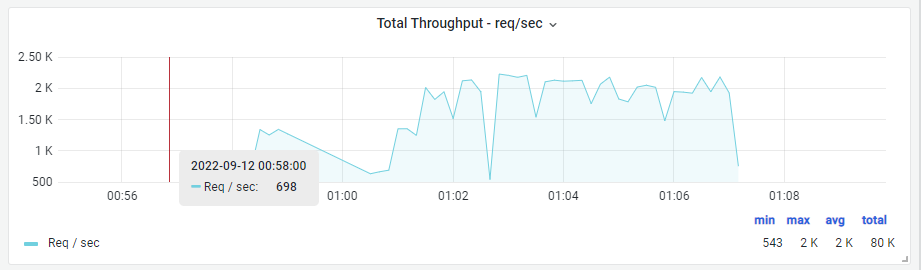 Total Throughput - req/sec
2.50 K
2 K
1.50 K
1 K
500
2022-09-12 00:58:00
Req / sec: 698
00:56
01:00
01:02
01:04
01:06
01:08
min max avg total
Req / sec 543 2 K 2 K 80 K